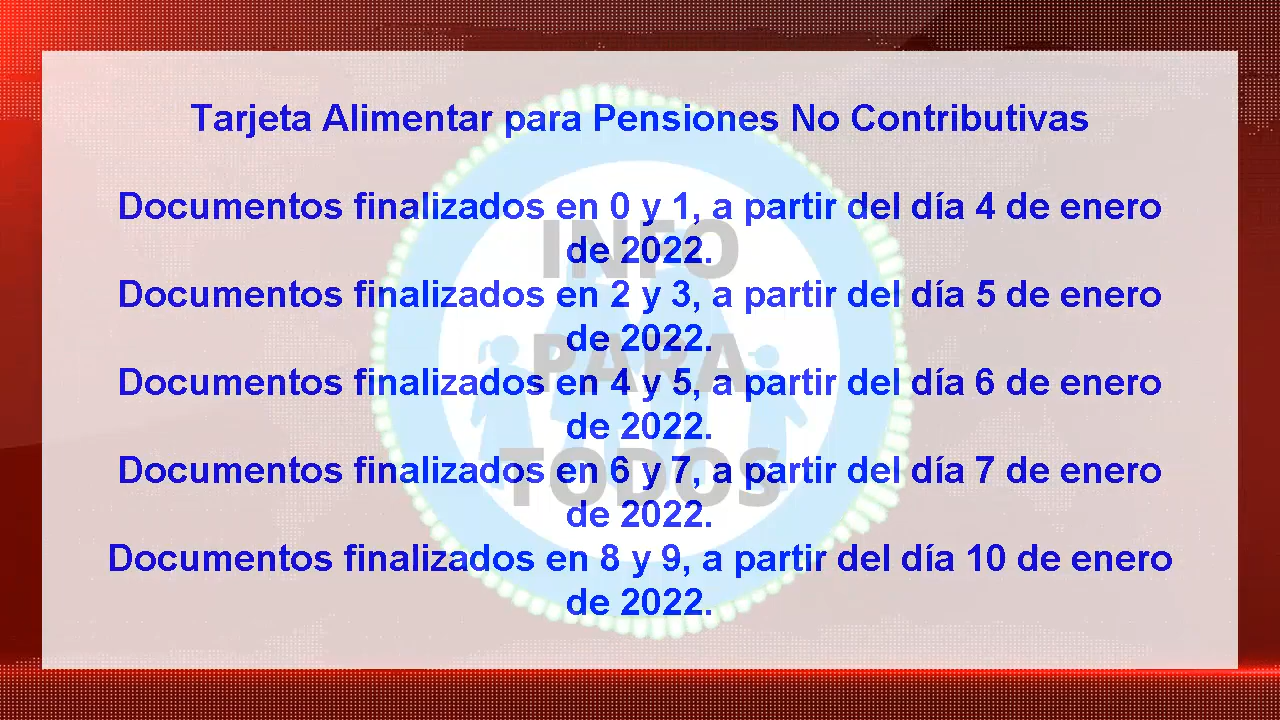 Tarjeta Alimentar para Pensiones No Contributivas
Documentos finalizados en 0 y 1, a partir del día 4 de enero
de 2022.
Documentos finalizados en 2 y 3, a partir del día 5 de enero
de 2022.
Documentos finalizados en 4 y 5, a partir del día 6 de enero
de 2022.
Documentos finalizados en 6 y 7, a partir del día 7 de enero
de 2022.
Documentos finalizados en 8 y 9, a partir del día 10 de enero
de 2022.
INFO
PARA
TODOS